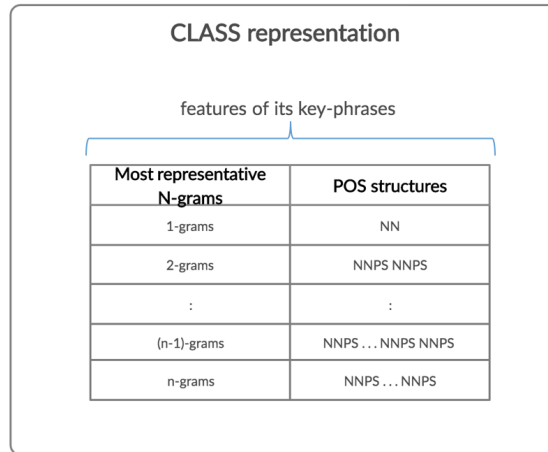 CLASS representation
features of its key-phrases
Most representative
N-grams
POS structures
1-grams
NN
2-grams
NNPS NNPS
:
:
(n-1)-grams
NNPS ... NNPS NNPS
n-grams
NNPS ... NNPS